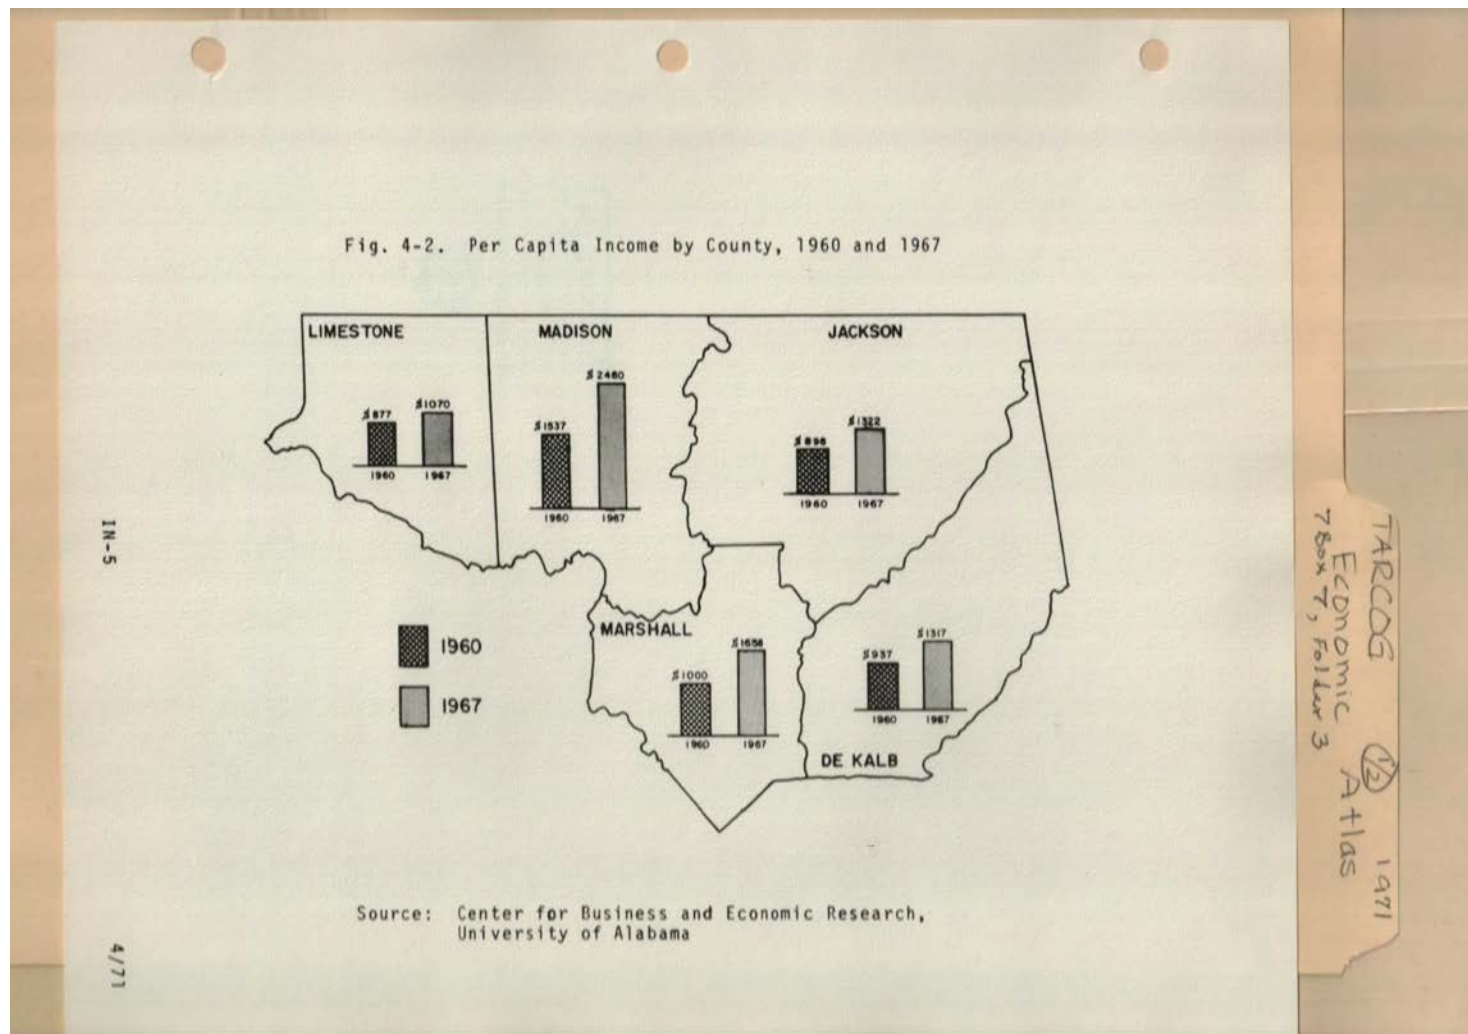 Fig. 4-2. Per Capita Income by County, 1960 and 1967
LIMESTONE
MADISON
JACKSON
$877
$1070
1960
1967
$1537
$2460
1960
1967
$1322
1960
1967
1960
1967
MARSHALL
$1000
1960
1967
$937
$1317
1960
1967
DE KALB
Source: Center for Business and Economic Research,
University of Alabama
IN-5
4/71
TARCOG 1/2 1971
Economic Atlas
Box 7, Folder 3